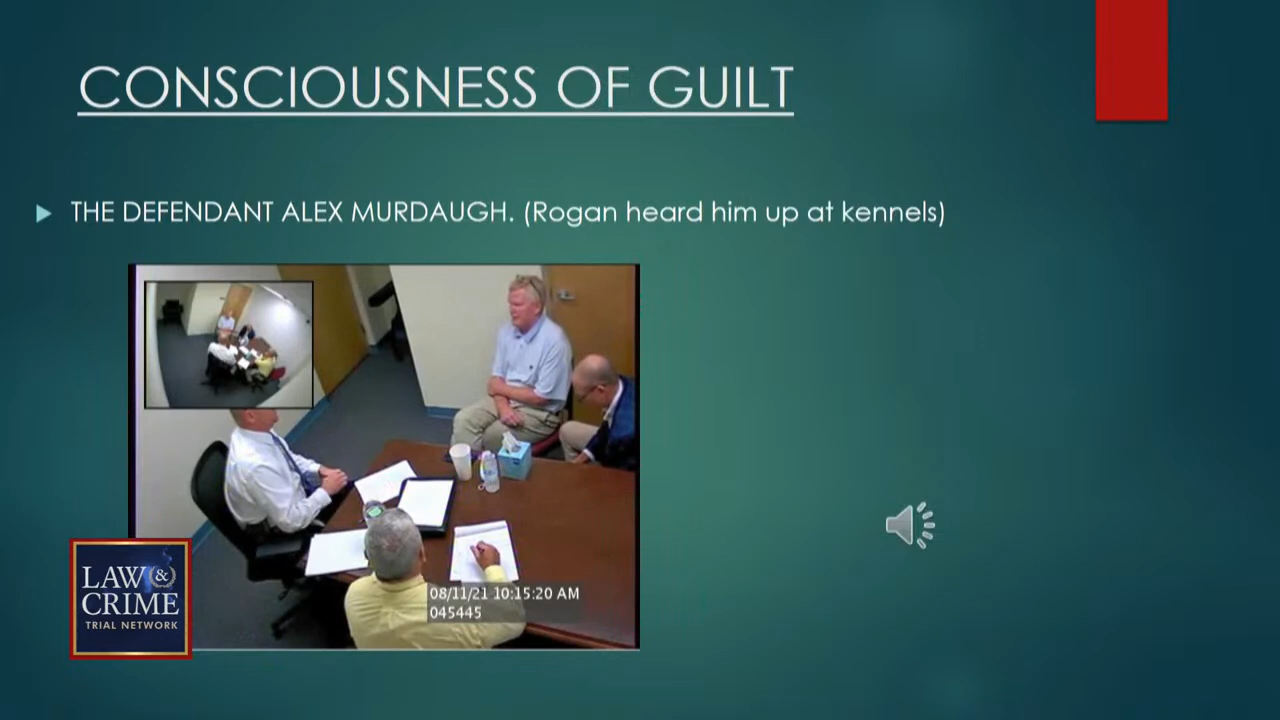 CONSCIOUSNESS OF GUILT
THE DEFENDANT ALEX MURDAUGH. (Rogan heard him up at kennels)
08/11/21 10:15:20 AM
045445
LAW &
CRIME
TRIAL NETWORK